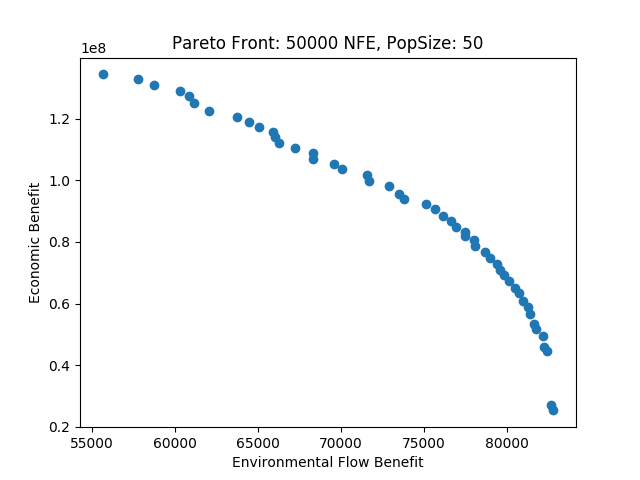 Pareto Front: 50000 NFE, PopSize: 50
1e8
1.2
1.0
0.8
0.6
0.4
0.2
Economic Benefit
55000 60000 65000 70000 75000 80000
Environmental Flow Benefit